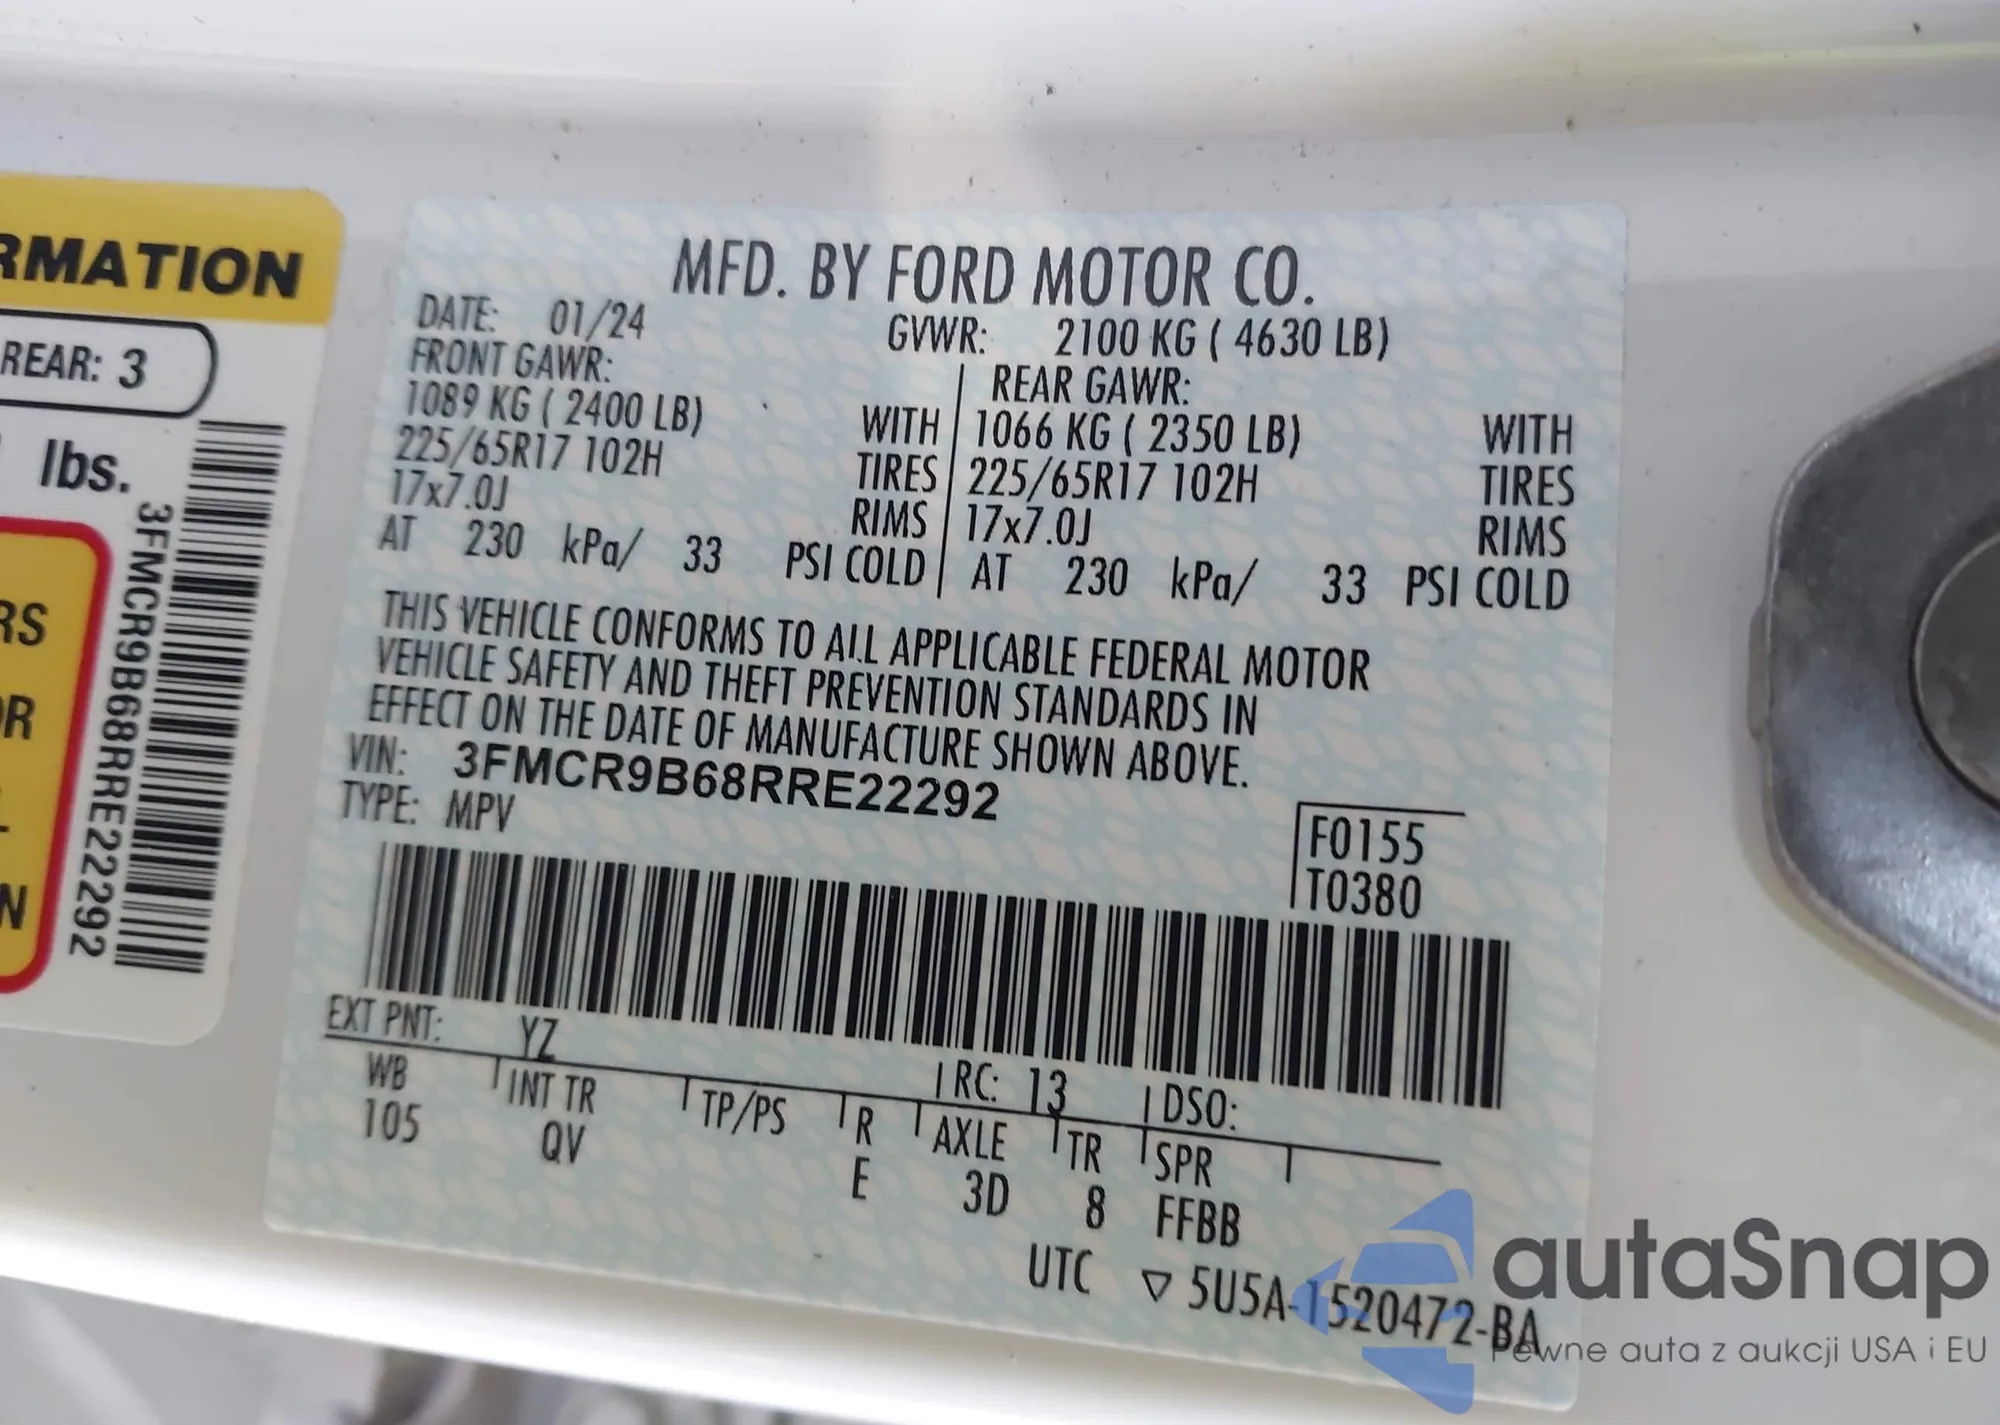 RMATION
REAR: 3
lbs.
3FMCR9B68RRE22292
RS
OR
N
MFD. BY FORD MOTOR CO.
DATE: 01/24 GVWR: 2100 KG ( 4630 LB)
FRONT GAWR: REAR GAWR:
1089 KG ( 2400 LB) WITH 1066 KG ( 2350 LB) WITH
225/65R17 102H TIRES 225/65R17 102H TIRES
17x7.0J RIMS 17x7.0J RIMS
AT 230 kPa/ 33 PSI COLD AT 230 kPa/ 33 PSI COLD
THIS VEHICLE CONFORMS TO ALL APPLICABLE FEDERAL MOTOR
VEHICLE SAFETY AND THEFT PREVENTION STANDARDS IN
EFFECT ON THE DATE OF MANUFACTURE SHOWN ABOVE.
VIN: 3FMCR9B68RRE22292
TYPE: MPV
F0155
T0380
EXT PNT: YZ RC: 13 DSO:
WB INT TR TP/PS R AXLE TR SPR
105 QV E 3D 8 FFBB
UTC ▽ 5U5A-1520472-BA
autaSnap
Pewne auta z aukcji USA i EU